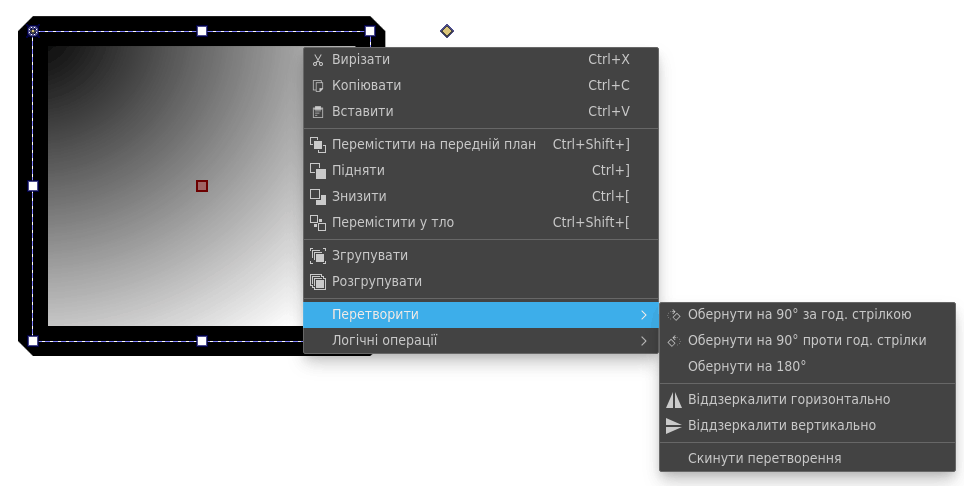 Вирізати Ctrl+X
Копіювати Ctrl+C
Вставити Ctrl+V
Перемістити на передній план Ctrl+Shift+]
Підняти Ctrl+]
Знизити Ctrl+[
Перемістити у тло Ctrl+Shift+[
Згрупувати
Розгрупувати
Перетворити
Логічні операції
Обернути на 90° за год. стрілкою
Обернути на 90° проти год. стрілки
Обернути на 180°
Віддзеркалити горизонтально
Віддзеркалити вертикально
Скинути перетворення